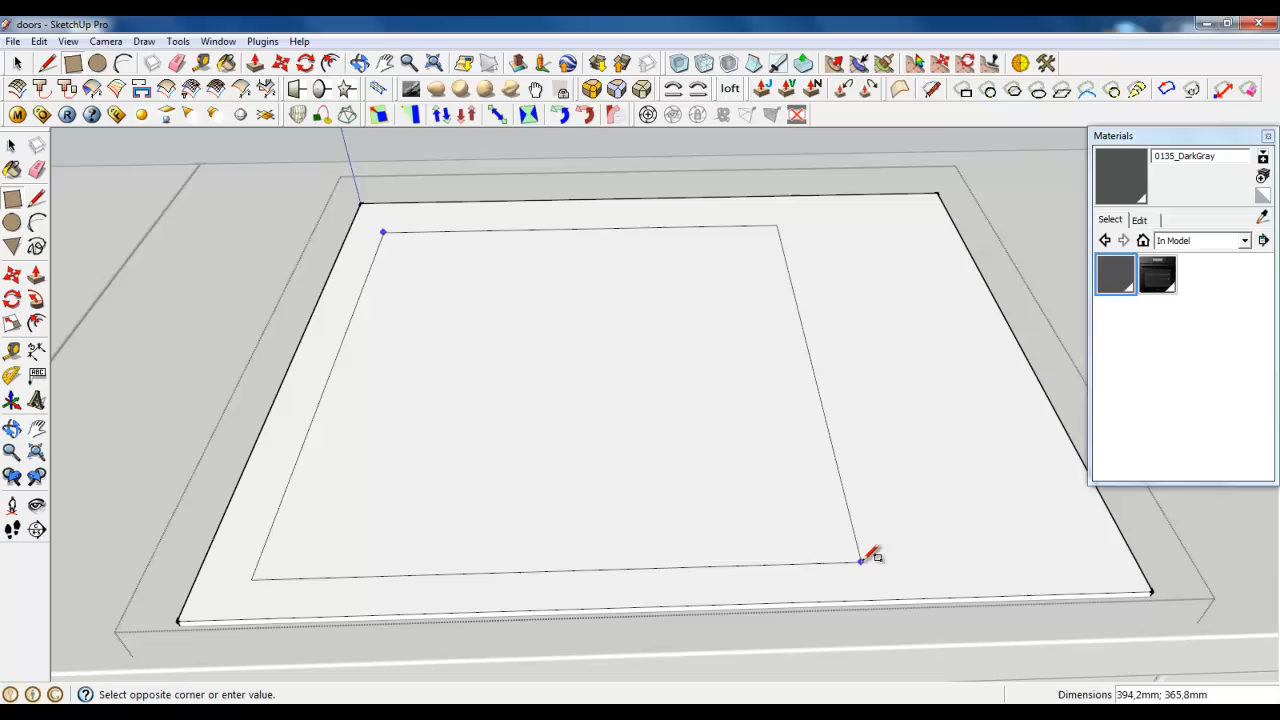 doors - SketchUp Pro
File Edit View Camera Draw Tools Window Plugins Help
loft
M R ?
Materials
0135_DarkGray
Select Edit
In Model
ABC
Select opposite corner or enter value.
Dimensions 394,2mm; 365,8mm